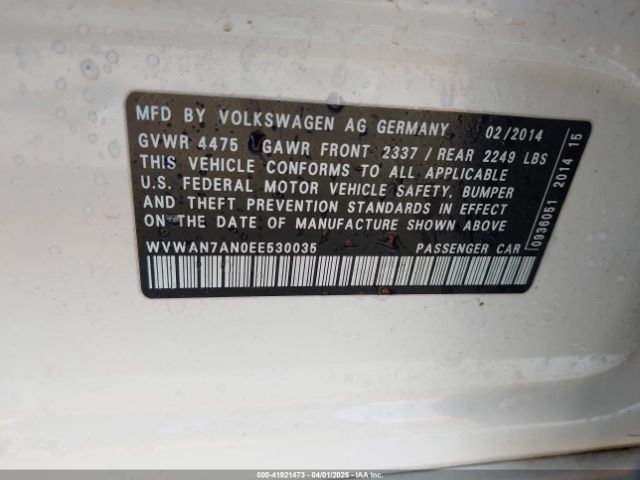 MFD BY VOLKSWAGEN AG GERMANY 02/2014
GVWR 4475 GAWR FRONT 2337 / REAR 2249 LBS
THIS VEHICLE CONFORMS TO ALL APPLICABLE
U.S. FEDERAL MOTOR VEHICLE SAFETY, BUMPER
AND THEFT PREVENTION STANDARDS IN EFFECT
ON THE DATE OF MANUFACTURE SHOWN ABOVE
WVWAN7AN0EE530035 PASSENGER CAR
0936051 2014 15
000-41921473 - 04/01/2025 - IAA Inc.